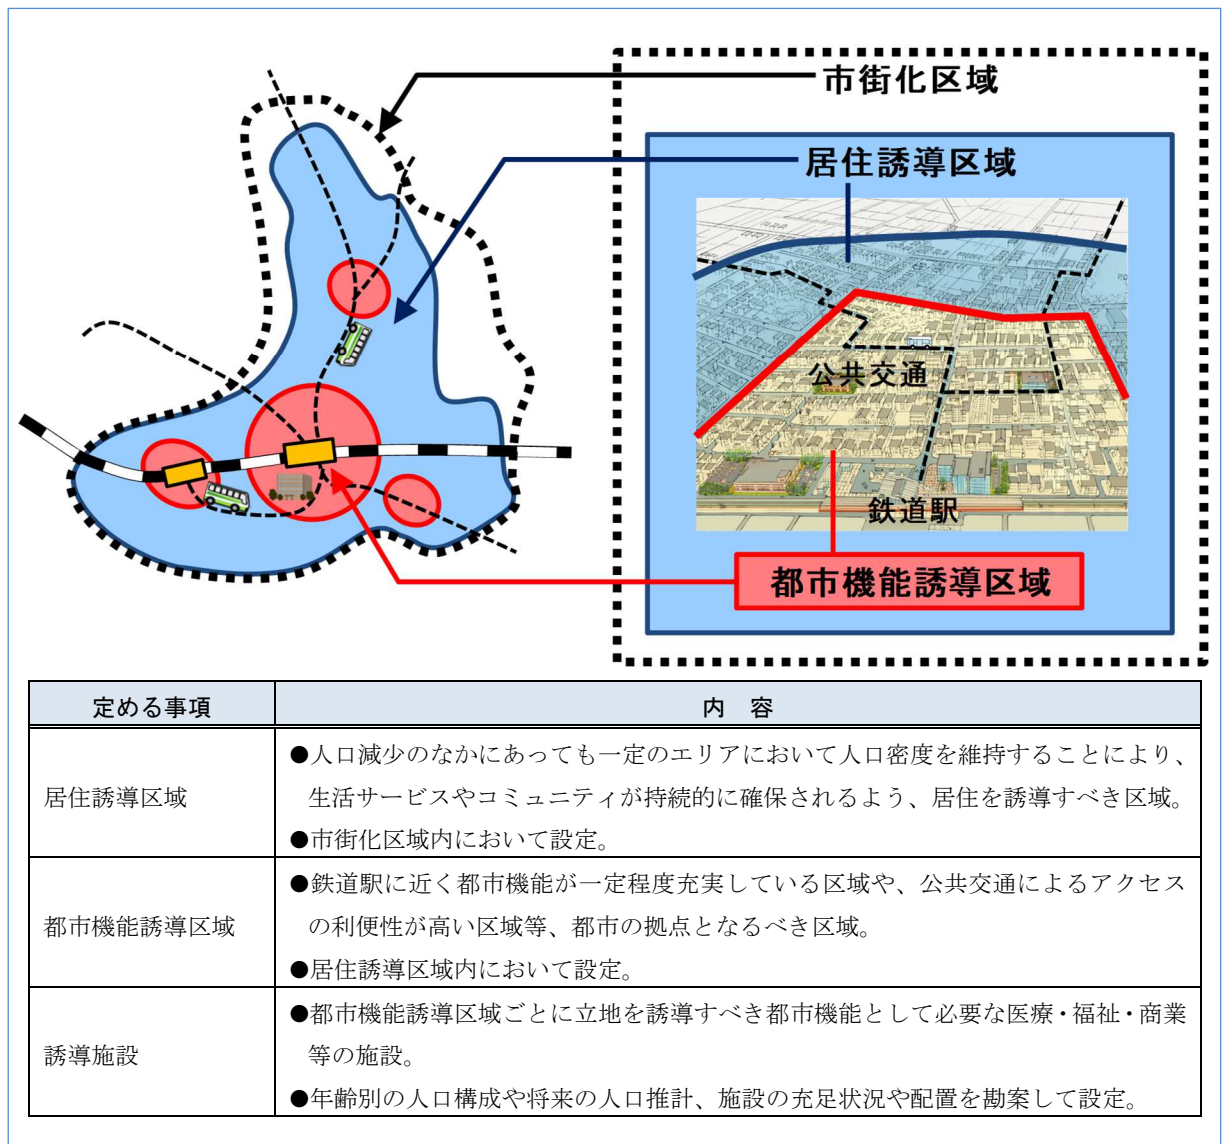 市街化区域
居住誘導区域
公共交通
鉄道駅
都市機能誘導区域
定める事項
内　容
居住誘導区域
●人口減少のなかにあっても一定のエリアにおいて人口密度を維持することにより、
生活サービスやコミュニティが持続的に確保されるよう、居住を誘導すべき区域。
●市街化区域内において設定。
都市機能誘導区域
●鉄道駅に近く都市機能が一定程度充実している区域や、公共交通によるアクセス
の利便性が高い区域等、都市の拠点となるべき区域。
●居住誘導区域内において設定。
誘導施設
●都市機能誘導区域ごとに立地を誘導すべき都市機能として必要な医療・福祉・商業
等の施設。
●年齢別の人口構成や将来の人口推計、施設の充足状況や配置を勘案して設定。